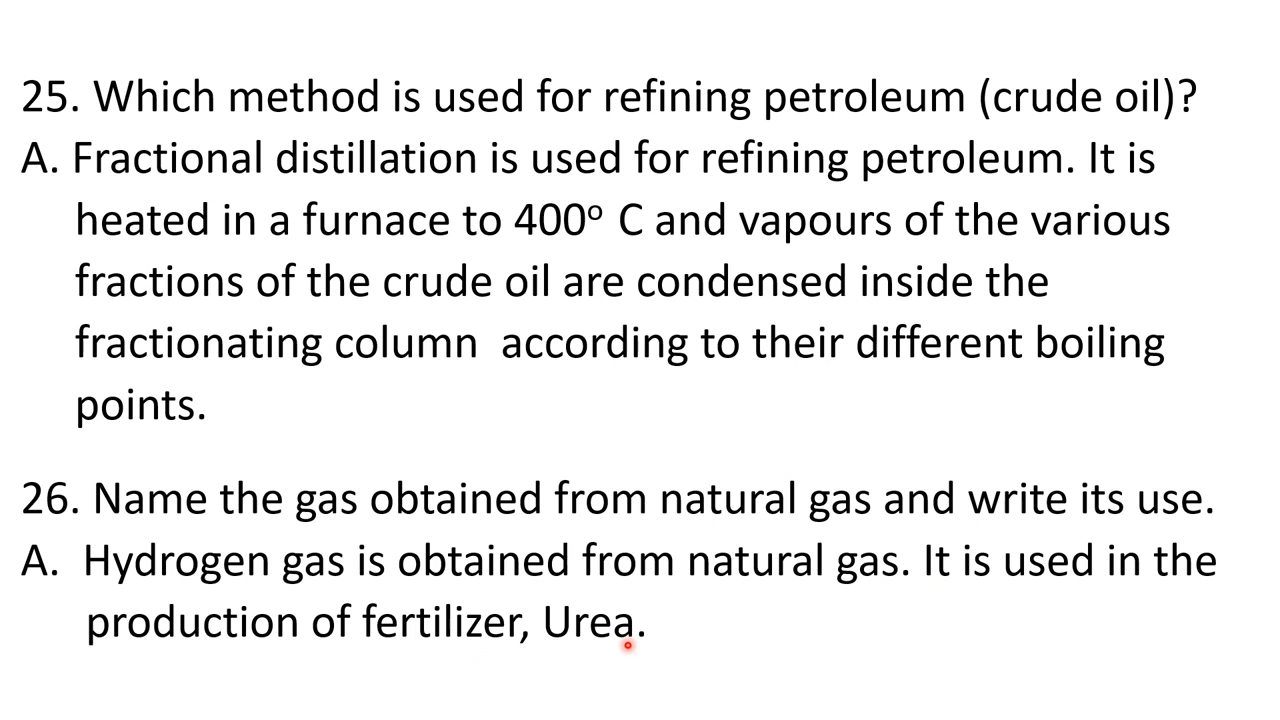 25. Which method is used for refining petroleum (crude oil)?
A. Fractional distillation is used for refining petroleum. It is
heated in a furnace to 400º C and vapours of the various
fractions of the crude oil are condensed inside the
fractionating column  according to their different boiling
points.
26. Name the gas obtained from natural gas and write its use.
A.  Hydrogen gas is obtained from natural gas. It is used in the
production of fertilizer, Urea.